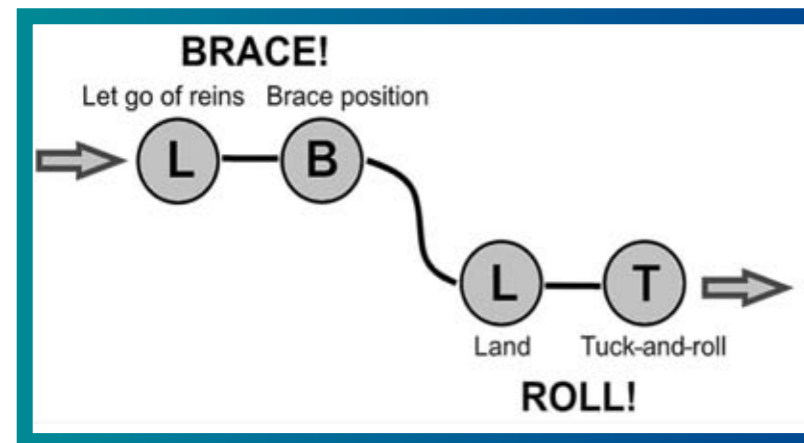 BRACE!
Let go of reins Brace position
L B
L T
Land Tuck-and-roll
ROLL!